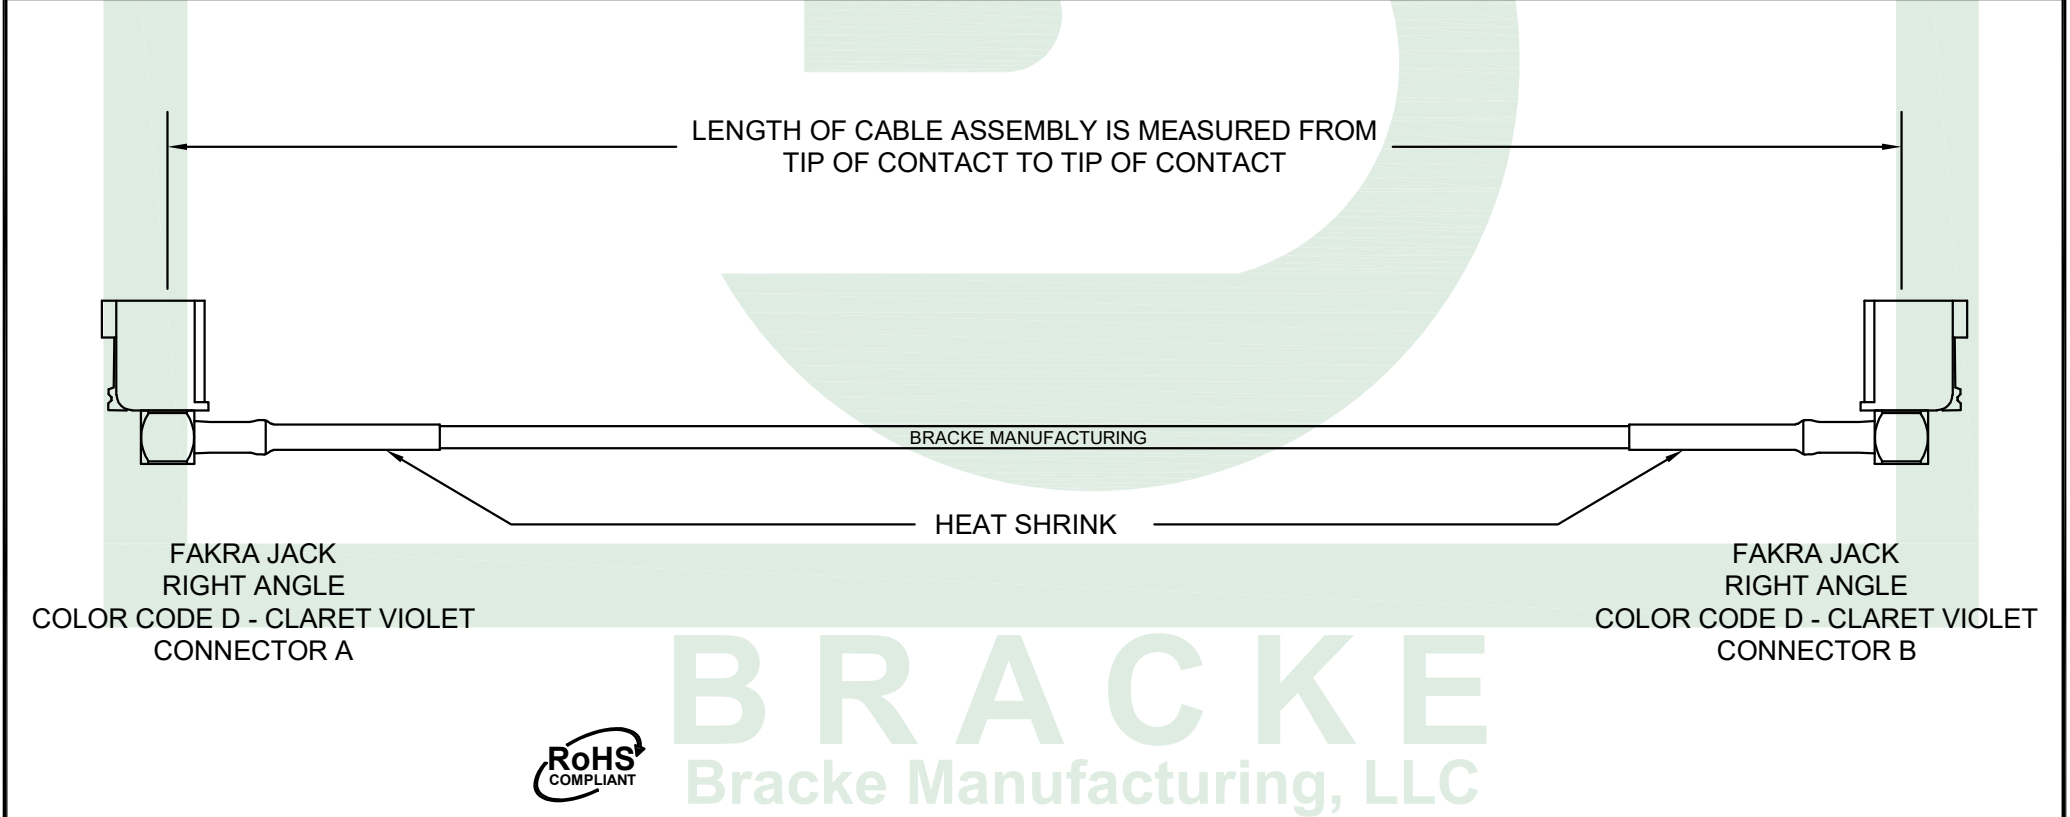 LENGTH OF CABLE ASSEMBLY IS MEASURED FROM
TIP OF CONTACT TO TIP OF CONTACT
BRACKE MANUFACTURING
HEAT SHRINK
FAKRA JACK
RIGHT ANGLE
COLOR CODE D - CLARET VIOLET
CONNECTOR A
FAKRA JACK
RIGHT ANGLE
COLOR CODE D - CLARET VIOLET
CONNECTOR B
BRACKE
Bracke Manufacturing, LLC
RoHS
COMPLIANT